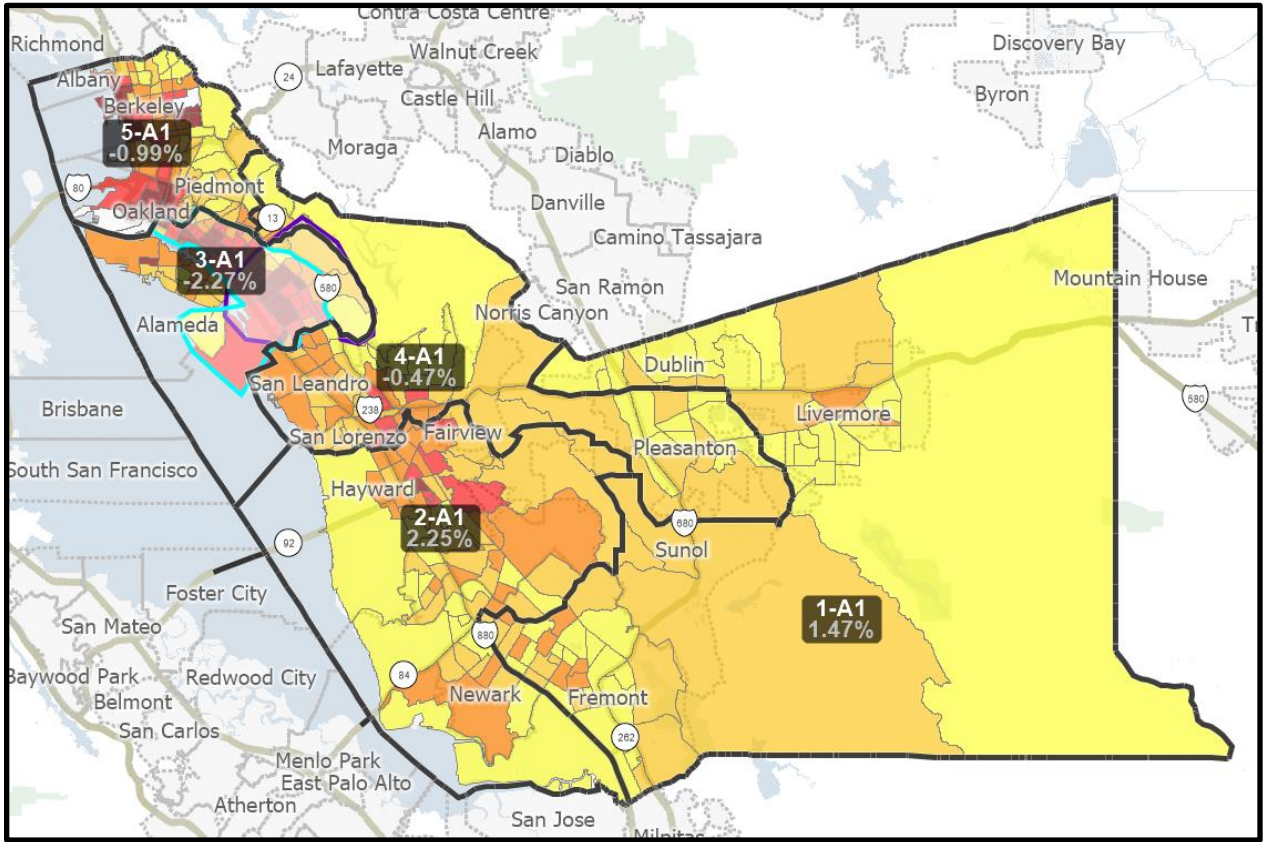 Contra Costa Centre
Richmond
Walnut Creek
Discovery Bay
24
Lafayette
Albany
Castle Hill
Byron
Berkeley
5-A1
-0.99%
Alamo
Moraga
Diablo
80
Piedmont
Danville
Oakland
13
Camino Tassajara
3-A1
-2.27%
580
San Ramon
Mountain House
Norris Canyon
Alameda
4-A1
-0.47%
Dublin
San Leandro
580
Brisbane
238
Livermore
San Lorenzo
Fairview
Pleasanton
South San Francisco
Hayward
2-A1
2.25%
680
Sunol
92
Foster City
1-A1
1.47%
San Mateo
880
Baywood Park
Redwood City
84
Belmont
Newark
Fremont
San Carlos
262
Menlo Park
East Palo Alto
Atherton
San Jose
Milpitas